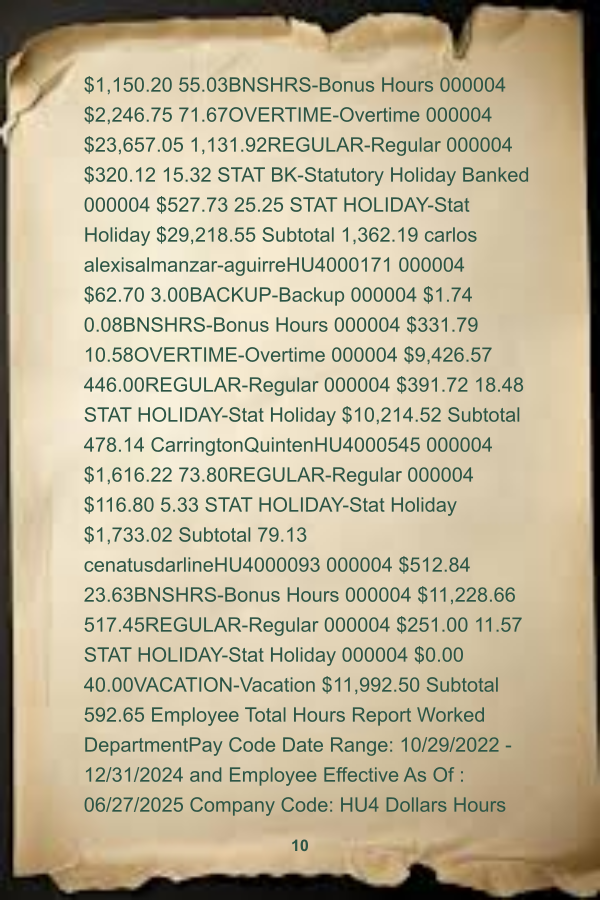 $1,150.20 55.03BNSHRS-Bonus Hours 000004
$2,246.75 71.67OVERTIME-Overtime 000004
$23,657.05 1,131.92REGULAR-Regular 000004
$320.12 15.32 STAT BK-Statutory Holiday Banked
000004 $527.73 25.25 STAT HOLIDAY-Stat
Holiday $29,218.55 Subtotal 1,362.19 carlos
alexisalmanzar-aguirreHU4000171 000004
$62.70 3.00BACKUP-Backup 000004 $1.74
0.08BNSHRS-Bonus Hours 000004 $331.79
10.58OVERTIME-Overtime 000004 $9,426.57
446.00REGULAR-Regular 000004 $391.72 18.48
STAT HOLIDAY-Stat Holiday $10,214.52 Subtotal
478.14 CarringtonQuintenHU4000545 000004
$1,616.22 73.80REGULAR-Regular 000004
$116.80 5.33 STAT HOLIDAY-Stat Holiday
$1,733.02 Subtotal 79.13
cenatusdarlineHU4000093 000004 $512.84
23.63BNSHRS-Bonus Hours 000004 $11,228.66
517.45REGULAR-Regular 000004 $251.00 11.57
STAT HOLIDAY-Stat Holiday 000004 $0.00
40.00VACATION-Vacation $11,992.50 Subtotal
592.65 Employee Total Hours Report Worked
DepartmentPay Code Date Range: 10/29/2022 -
12/31/2024 and Employee Effective As Of :
06/27/2025 Company Code: HU4 Dollars Hours
10